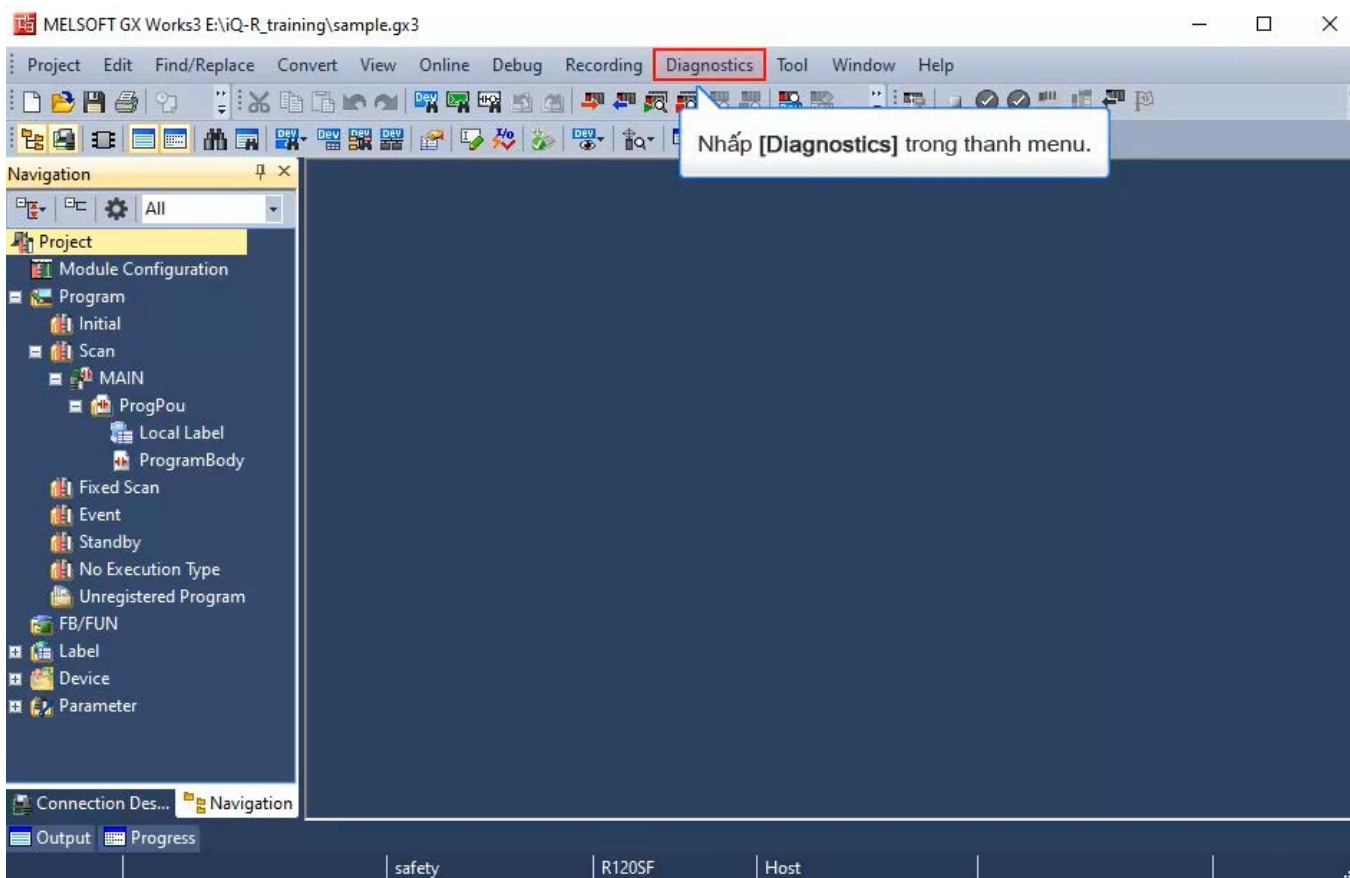 MELSOFT GX Works3 E:\iQ-R_training\sample.gx3
Project Edit Find/Replace Convert View Online Debug Recording Diagnostics Tool Window Help
Nhấp [Diagnostics] trong thanh menu.
Navigation
All
Project
Module Configuration
Program
Initial
Scan
MAIN
ProgPou
Local Label
ProgramBody
Fixed Scan
Event
Standby
No Execution Type
Unregistered Program
FB/FUN
Label
Device
Parameter
Connection Des... Navigation
Output Progress
safety R120SF Host